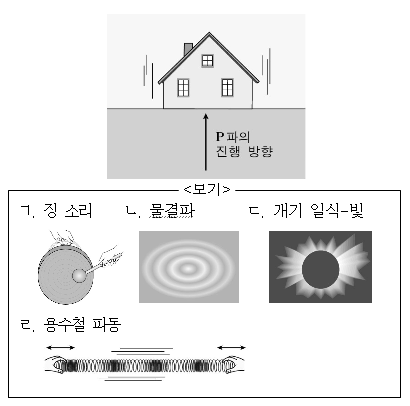 P파의
진행 방향
<보기>
ㄱ. 징 소리
ㄴ. 물결파
ㄷ. 개기 일식-빛
ㄹ. 용수철 파동